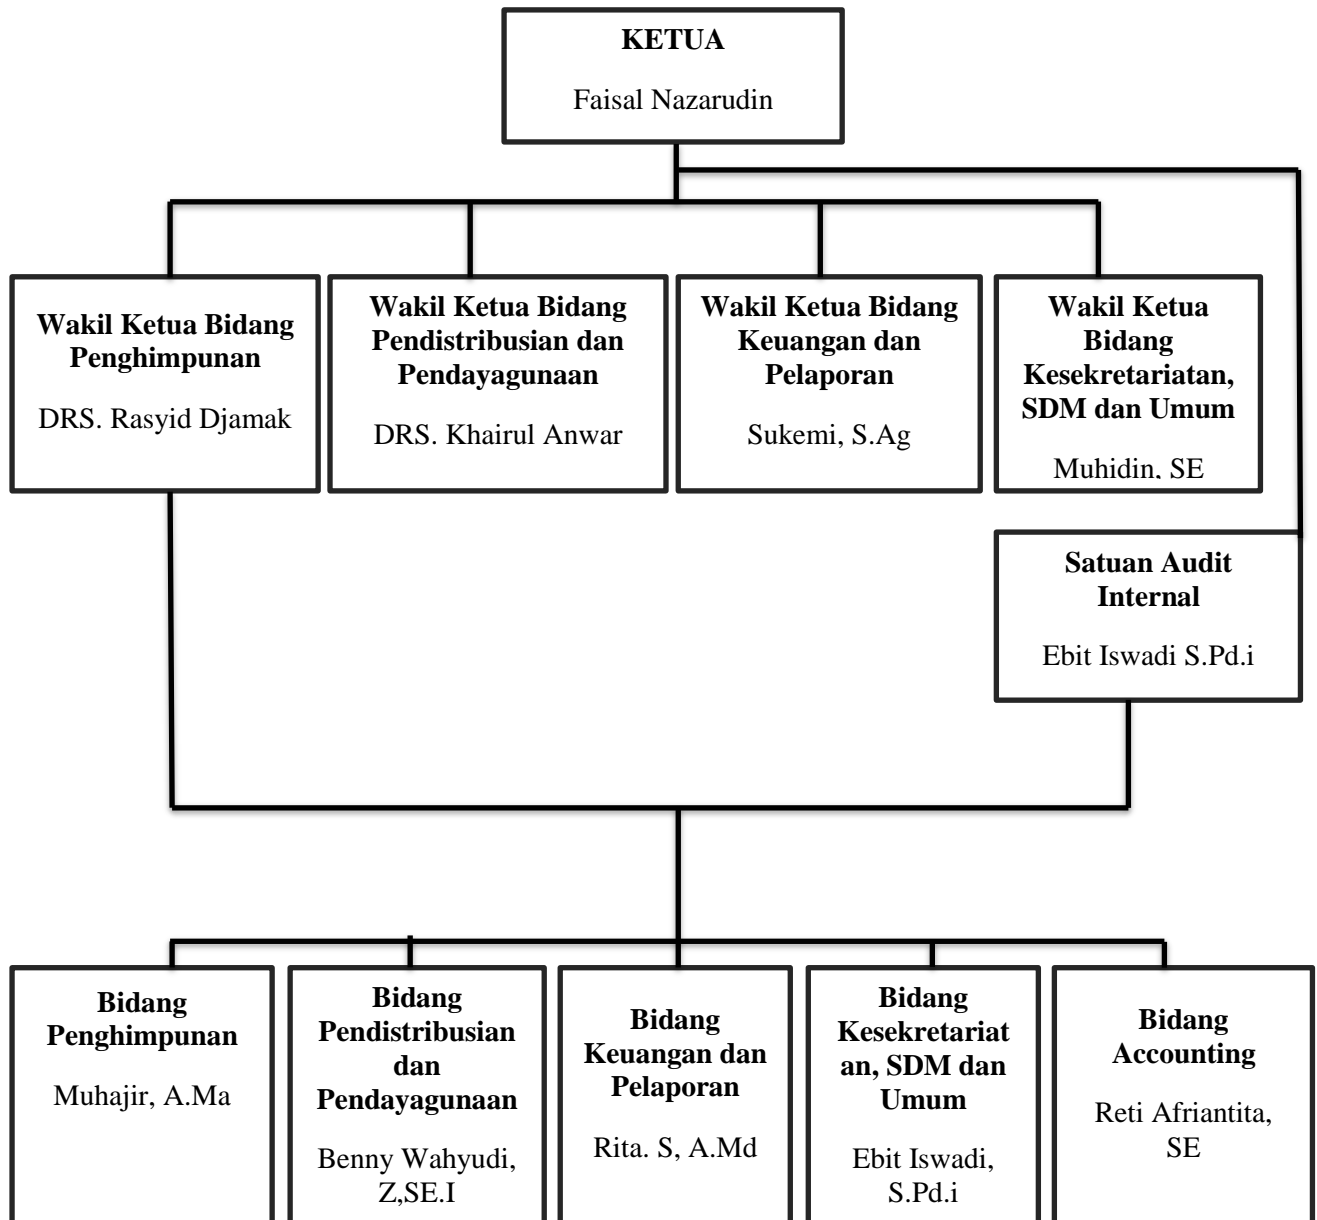 KETUA
Faisal Nazarudin
Wakil Ketua Bidang
Penghimpunan
DRS. Rasyid Djamak
Wakil Ketua Bidang
Pendistribusian dan
Pendayagunaan
DRS. Khairul Anwar
Wakil Ketua Bidang
Keuangan dan
Pelaporan
Sukemi, S.Ag
Wakil Ketua
Bidang
Kesekretariatan,
SDM dan Umum
Muhidin, SE
Satuan Audit
Internal
Ebit Iswadi S.Pd.i
Bidang
Penghimpunan
Muhajir, A.Ma
Bidang
Pendistribusian
dan
Pendayagunaan
Benny Wahyudi,
Z,SE.I
Bidang
Keuangan dan
Pelaporan
Rita. S, A.Md
Bidang
Kesekretariat
an, SDM dan
Umum
Ebit Iswadi,
S.Pd.i
Bidang
Accounting
Reti Afriantita,
SE